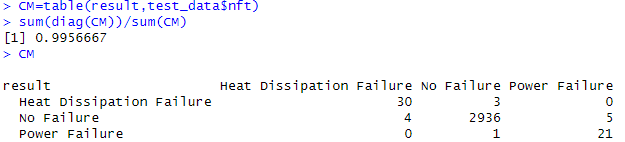 > CM=table(result,test_data$nft)
> sum(diag(CM))/sum(CM)
[1] 0.9956667
> CM
result Heat Dissipation Failure No Failure Power Failure
Heat Dissipation Failure 30 3 0
No Failure 4 2936 5
Power Failure 0 1 21